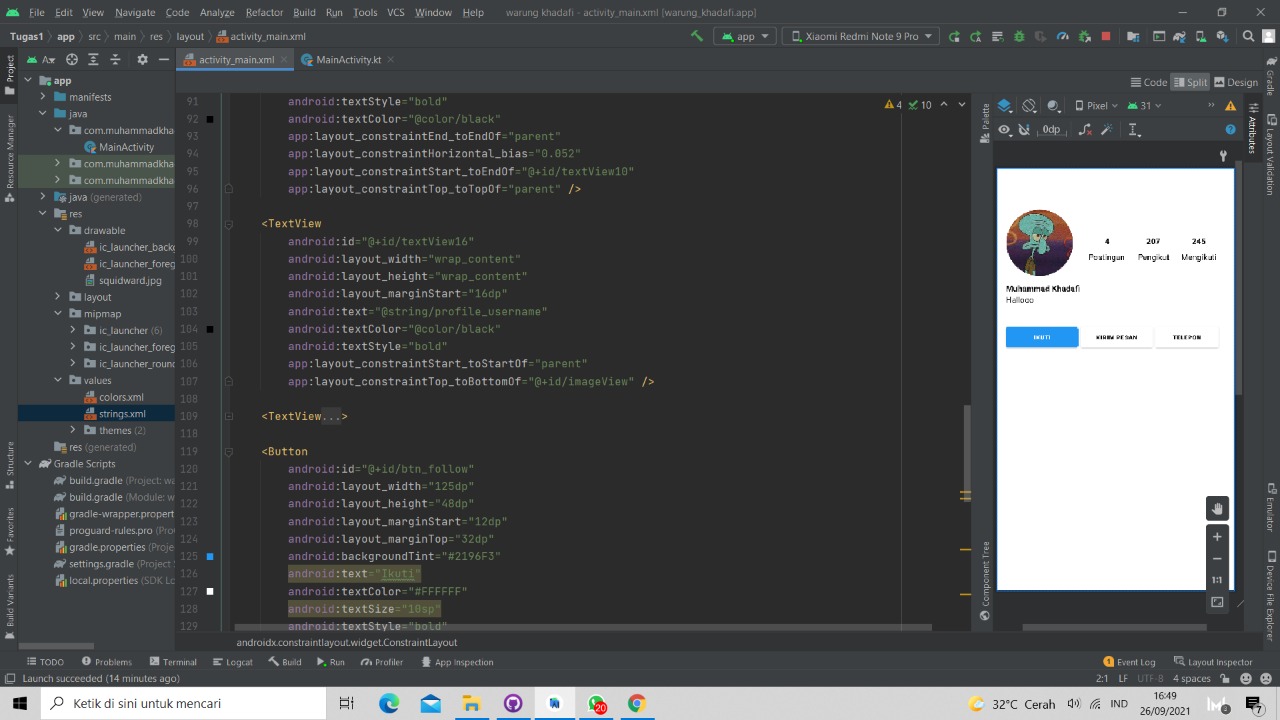 File Edit View Navigate Code Analyze Refactor Build Run Tools VCS Window Help warung khadafi - activity_main.xml [warung_khadafi.app]
Tugas1 > app > src > main > res > layout > activity_main.xml
app
Xiaomi Redmi Note 9 Pro
Project
Resource Manager
Structure
Favorites
Build Variants
app
manifests
java
com.muhammadkha
MainActivity
com.muhammadkha
com.muhammadkha
java (generated)
res
drawable
ic_launcher_backg
ic_launcher_foreg
squidward.jpg
layout
mipmap
ic_launcher (6)
ic_launcher_foreg
ic_launcher_roun
values
colors.xml
strings.xml
themes (2)
res (generated)
Gradle Scripts
build.gradle (Project: wa
build.gradle (Module: w
gradle-wrapper.propert
proguard-rules.pro (Proj
gradle.properties (Proje
settings.gradle (Project S
local.properties (SDK Lo
activity_main.xml
MainActivity.kt
Code Split Design
4 10
91 android:textStyle="bold"
92 android:textColor="@color/black"
93 app:layout_constraintEnd_toEndOf="parent"
94 app:layout_constraintHorizontal_bias="0.052"
95 app:layout_constraintStart_toEndOf="@+id/textView10"
96 app:layout_constraintTop_toTopOf="parent" />
97
98 <TextView
99 android:id="@+id/textView16"
100 android:layout_width="wrap_content"
101 android:layout_height="wrap_content"
102 android:layout_marginStart="16dp"
103 android:text="@string/profile_username"
104 android:textColor="@color/black"
105 android:textStyle="bold"
106 app:layout_constraintStart_toStartOf="parent"
107 app:layout_constraintTop_toBottomOf="@+id/imageView" />
108
109 <TextView...>
118
119 <Button
120 android:id="@+id/btn_follow"
121 android:layout_width="125dp"
122 android:layout_height="48dp"
123 android:layout_marginStart="12dp"
124 android:layout_marginTop="32dp"
125 android:backgroundTint="#2196F3"
126 android:text="Ikuti"
127 android:textColor="#FFFFFF"
128 android:textSize="10sp"
129 android:textStyle="bold"
androidx.constraintlayout.widget.ConstraintLayout
Palette
Component Tree
Pixel 31
0dp
4 207 245
Postingan Pengikut Mengikuti
Muhammad Khadafi
Hallooo
IKUTI KIRIM PESAN TELEPON
1:1
Gradle
Attributes
Layout Validation
Emulator
Device File Explorer
TODO Problems Terminal Logcat Build Run Profiler App Inspection
1 Event Log Layout Inspector
Launch succeeded (14 minutes ago)
2:1 LF UTF-8 4 spaces
Ketik di sini untuk mencari
20
32°C Cerah
IND
16:49
26/09/2021
7